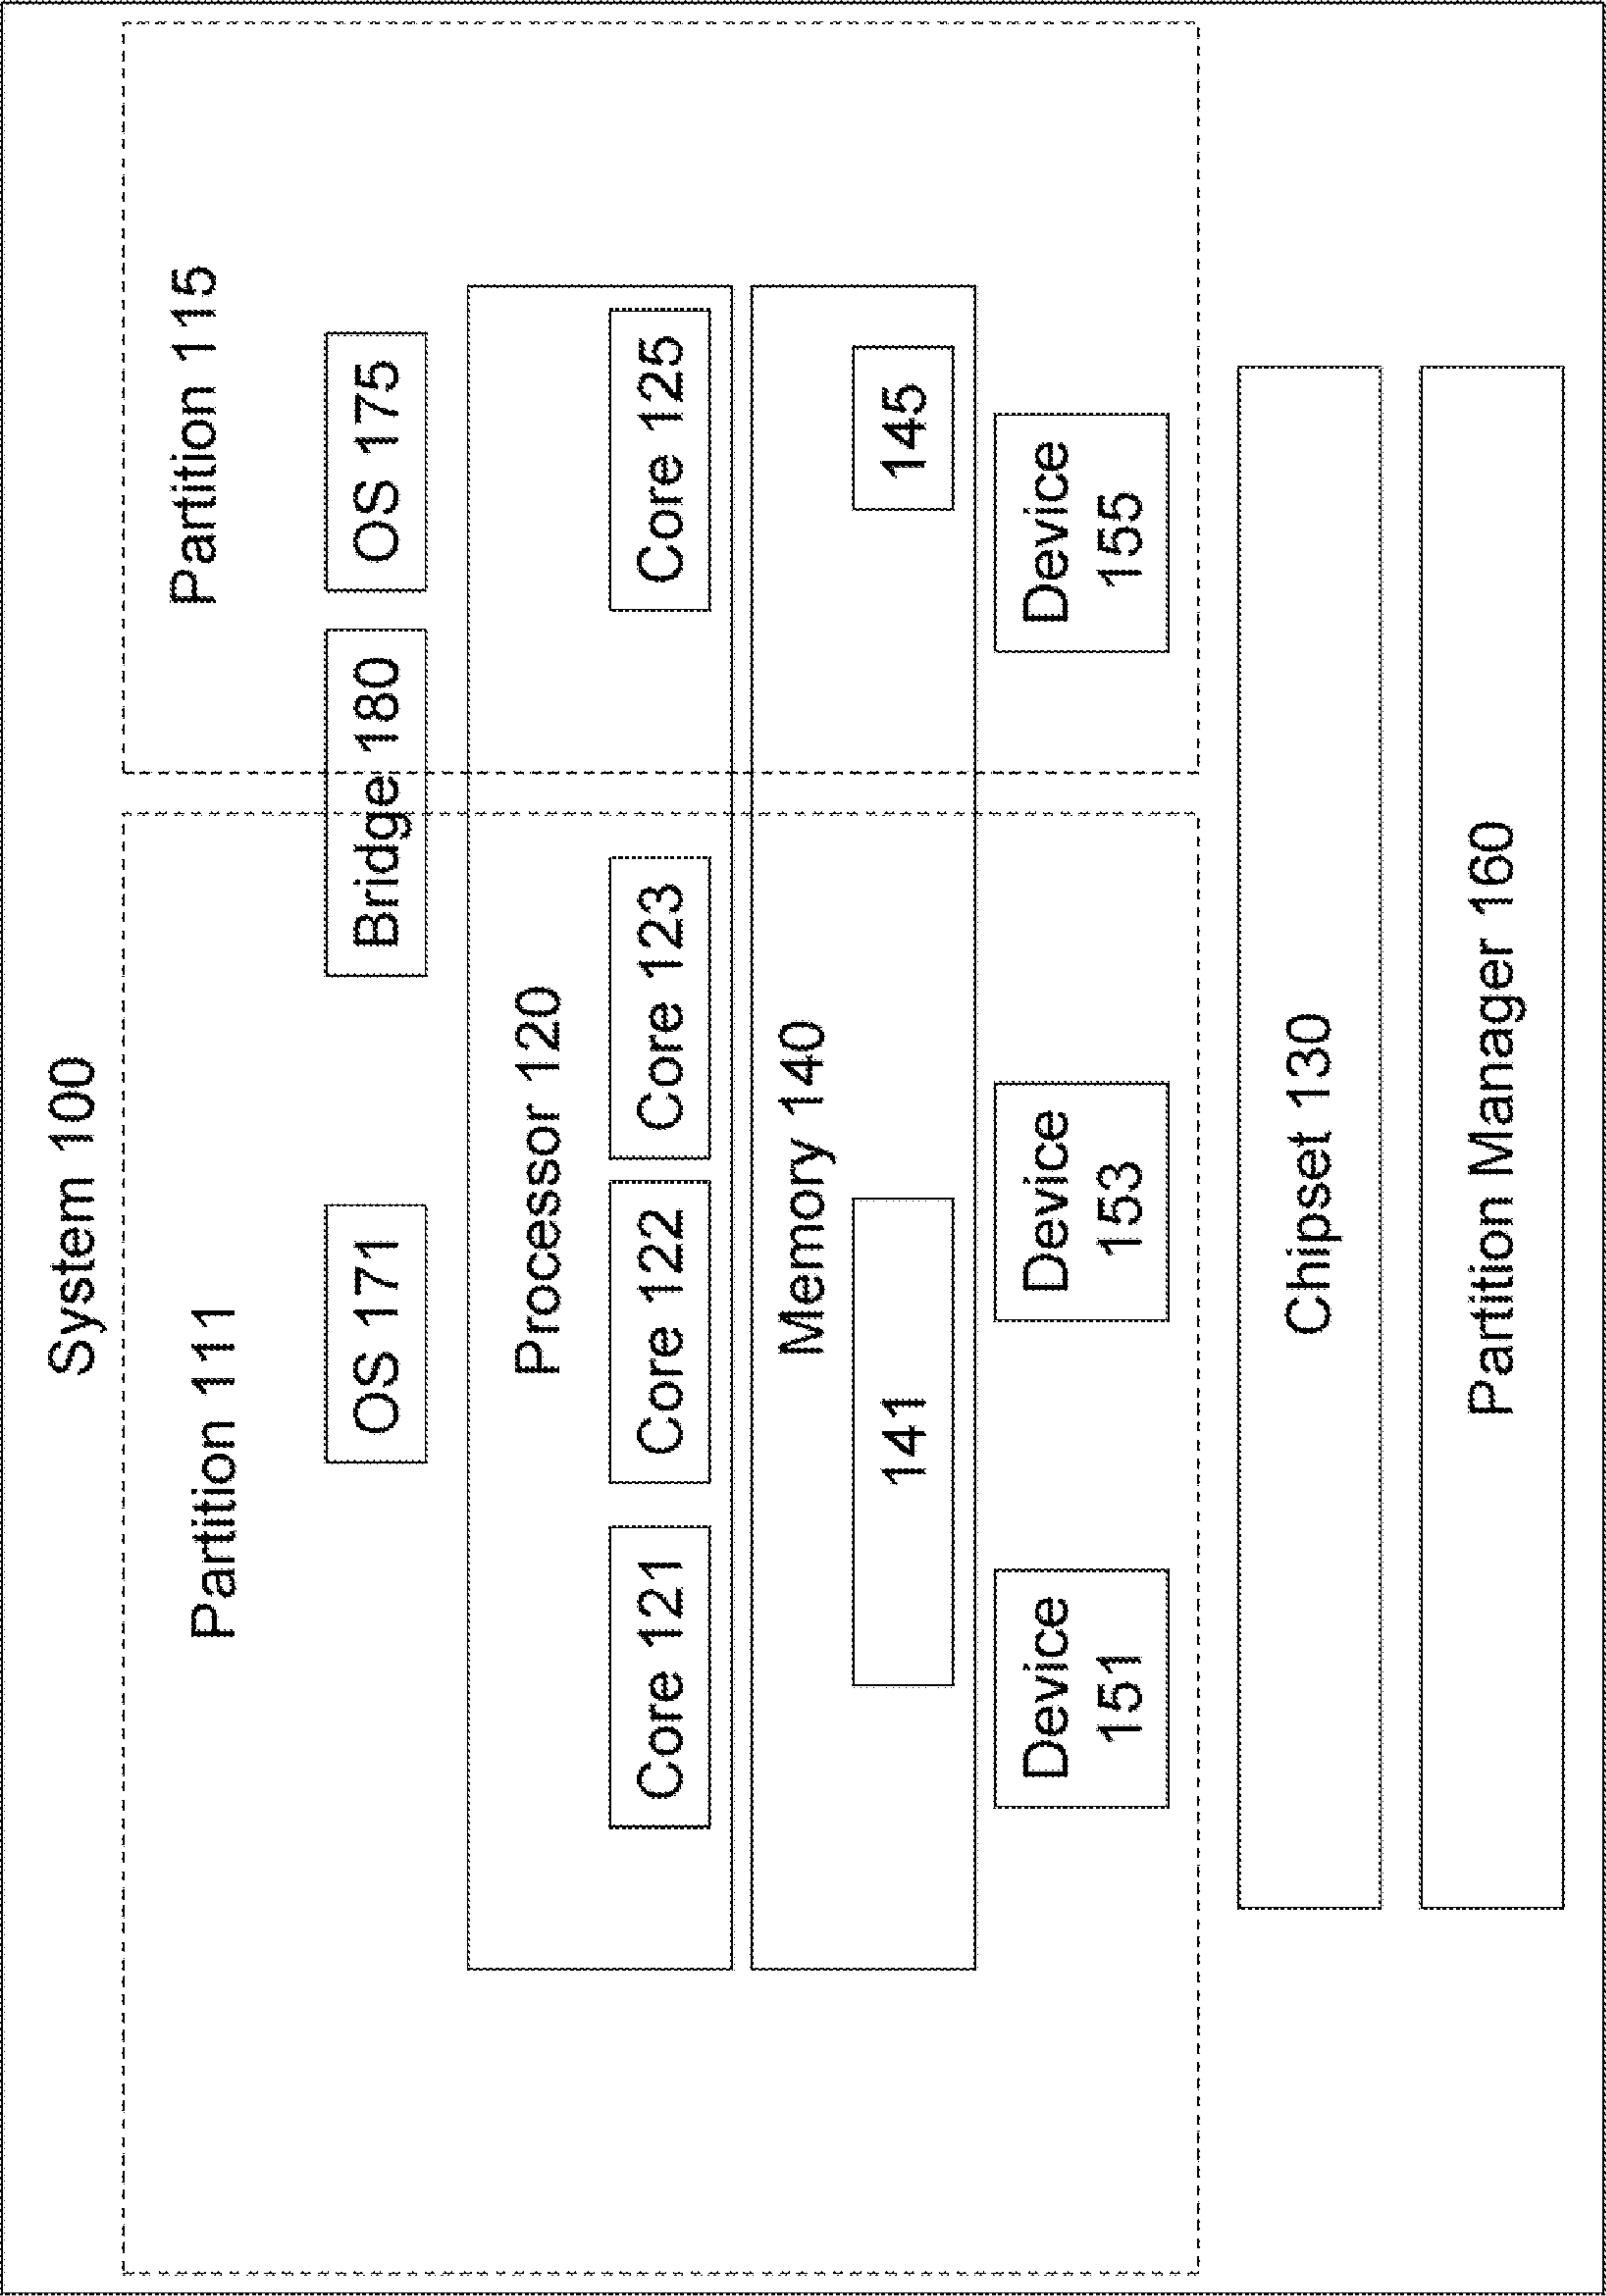 System 100
Partition 111
Partition 115
OS 171
Bridge 180
OS 175
Processor 120
Core 121
Core 122
Core 123
Core 125
Memory 140
141
145
Device
151
Device
153
Device
155
Chipset 130
Partition Manager 160